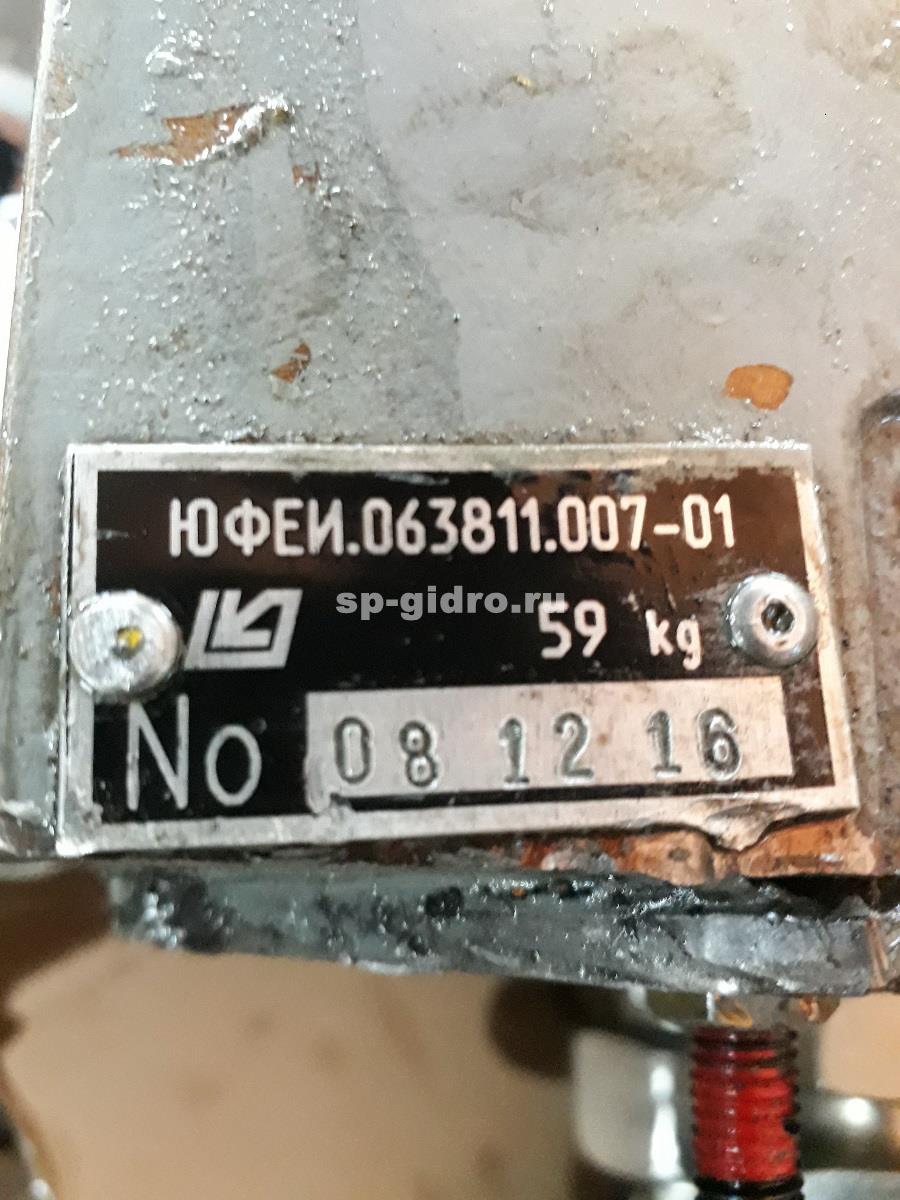 ЮФЕИ.063811.007-01
sp-gidro.ru
59 kg
No 08 12 16